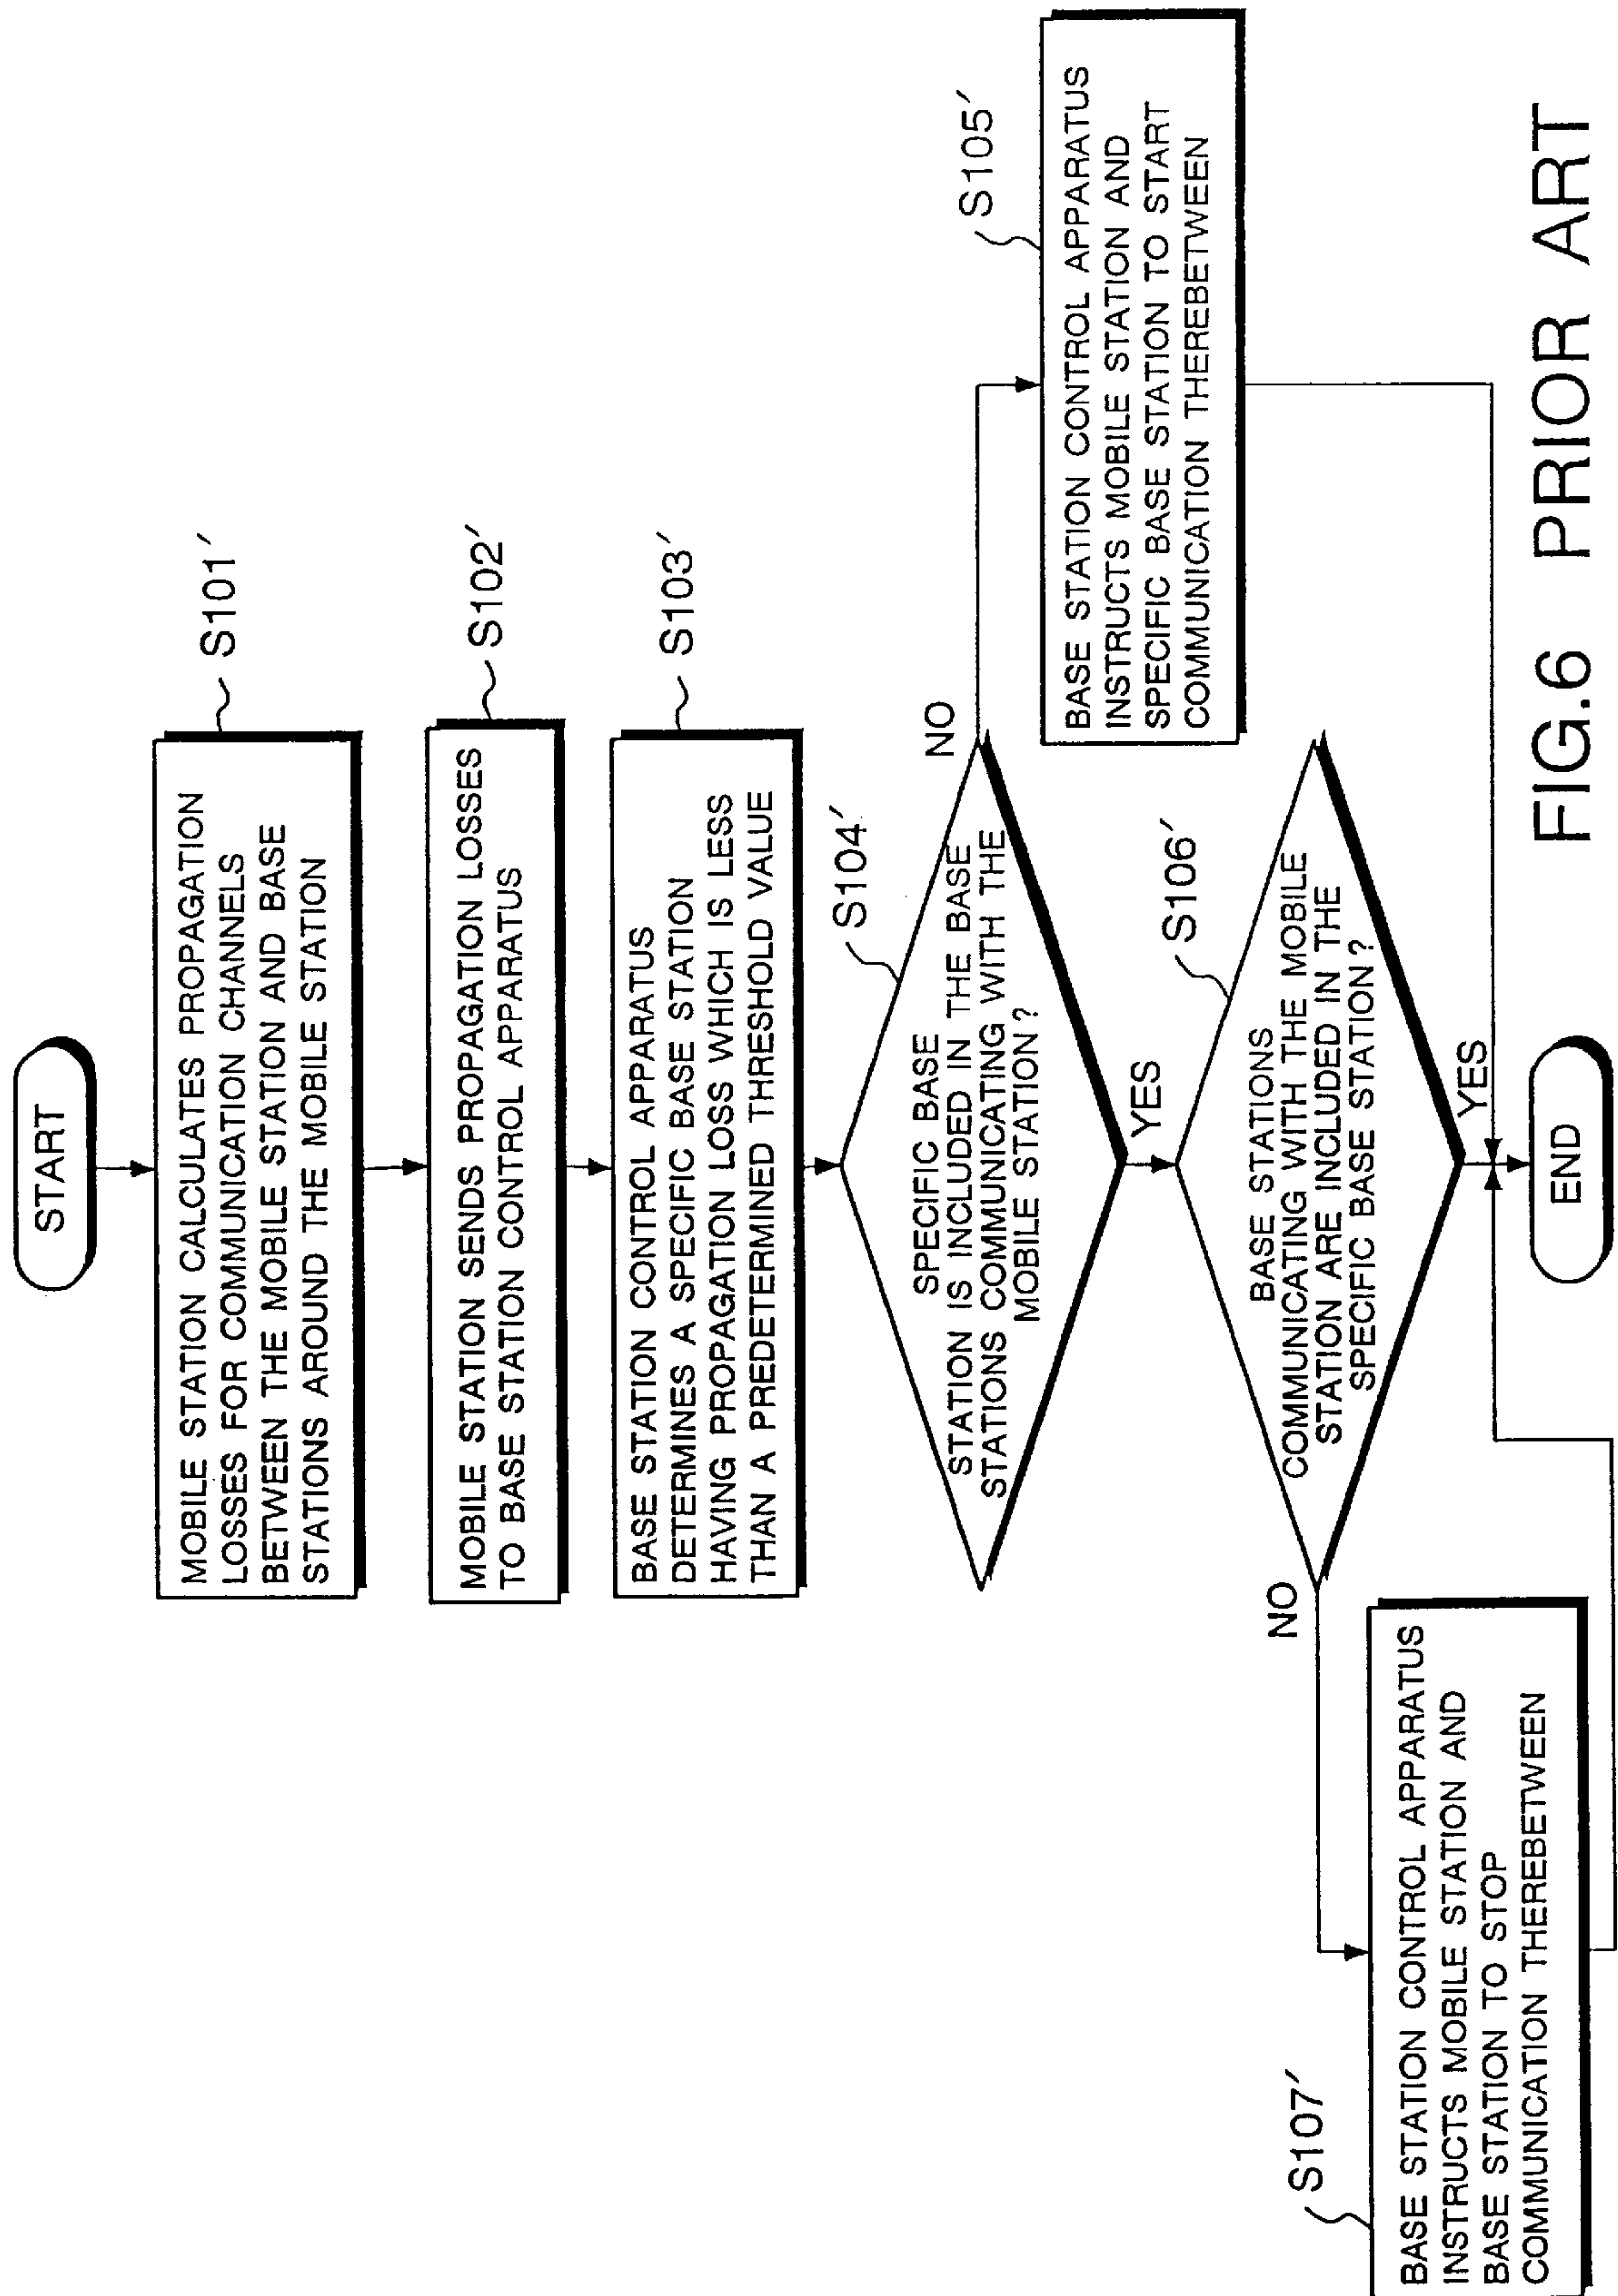 START
MOBILE STATION CALCULATES PROPAGATION
LOSSES FOR COMMUNICATION CHANNELS
BETWEEN THE MOBILE STATION AND BASE
STATIONS AROUND THE MOBILE STATION
S101′
MOBILE STATION SENDS PROPAGATION LOSSES
TO BASE STATION CONTROL APPARATUS
S102′
BASE STATION CONTROL APPARATUS
DETERMINES A SPECIFIC BASE STATION
HAVING PROPAGATION LOSS WHICH IS LESS
THAN A PREDETERMINED THRESHOLD VALUE
S103′
SPECIFIC BASE
STATION IS INCLUDED IN THE BASE
STATIONS COMMUNICATING WITH THE
MOBILE STATION?
S104′
NO
YES
BASE STATION CONTROL APPARATUS
INSTRUCTS MOBILE STATION AND
SPECIFIC BASE STATION TO START
COMMUNICATION THEREBETWEEN
S105′
BASE STATIONS
COMMUNICATING WITH THE MOBILE
STATION ARE INCLUDED IN THE
SPECIFIC BASE STATION?
S106′
NO
YES
S107′
BASE STATION CONTROL APPARATUS
INSTRUCTS MOBILE STATION AND
BASE STATION TO STOP
COMMUNICATION THEREBETWEEN
END
FIG.6 PRIOR ART